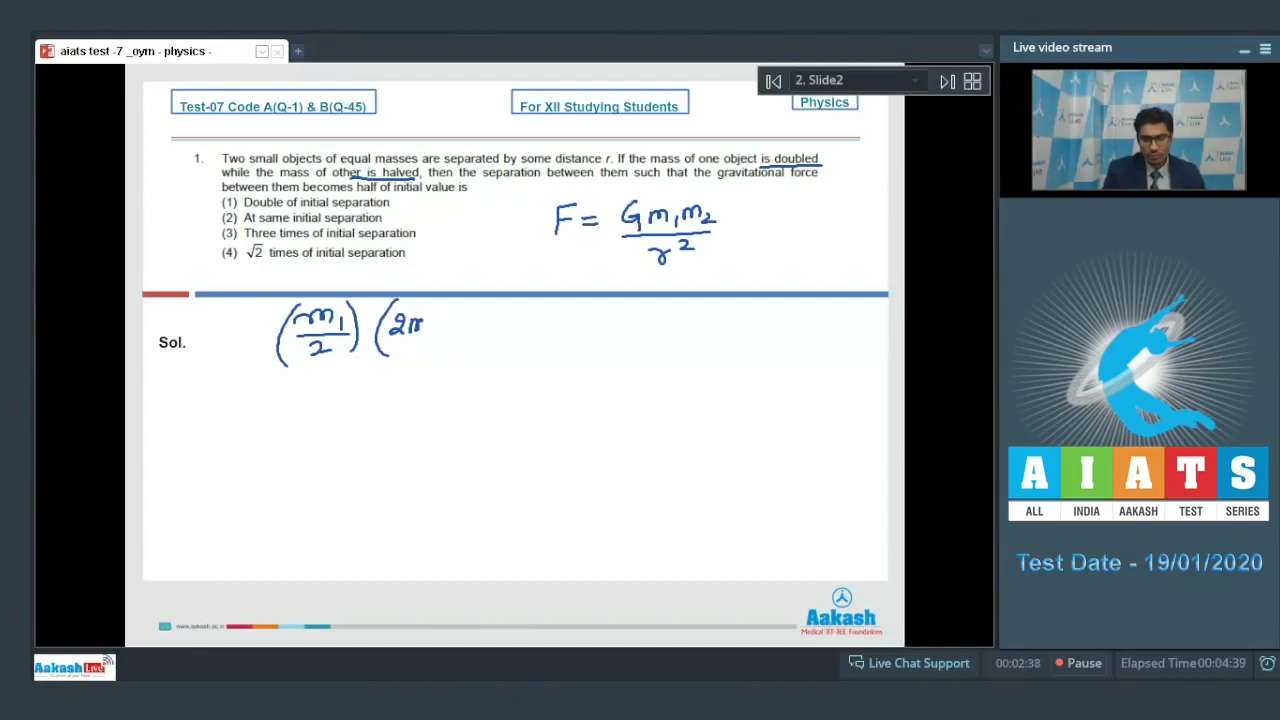 aiats test -7 _oym - physics -
Live video stream
2. Slide2
Test-07 Code A(Q-1) & B(Q-45)
For XII Studying Students
Physics
1. Two small objects of equal masses are separated by some distance r. If the mass of one object is doubled
while the mass of other is halved, then the separation between them such that the gravitational force
between them becomes half of initial value is
(1) Double of initial separation
(2) At same initial separation
(3) Three times of initial separation
(4) √2 times of initial separation
F = Gm₁m₂/r²
Sol.
(m₁/2) (2m
AIATS
ALL INDIA AAKASH TEST SERIES
Test Date - 19/01/2020
www.aakash.ac.in
Aakash
Medical IIT-JEE Foundations
Aakash Live
Live Chat Support
00:02:38
Pause
Elapsed Time 00:04:39